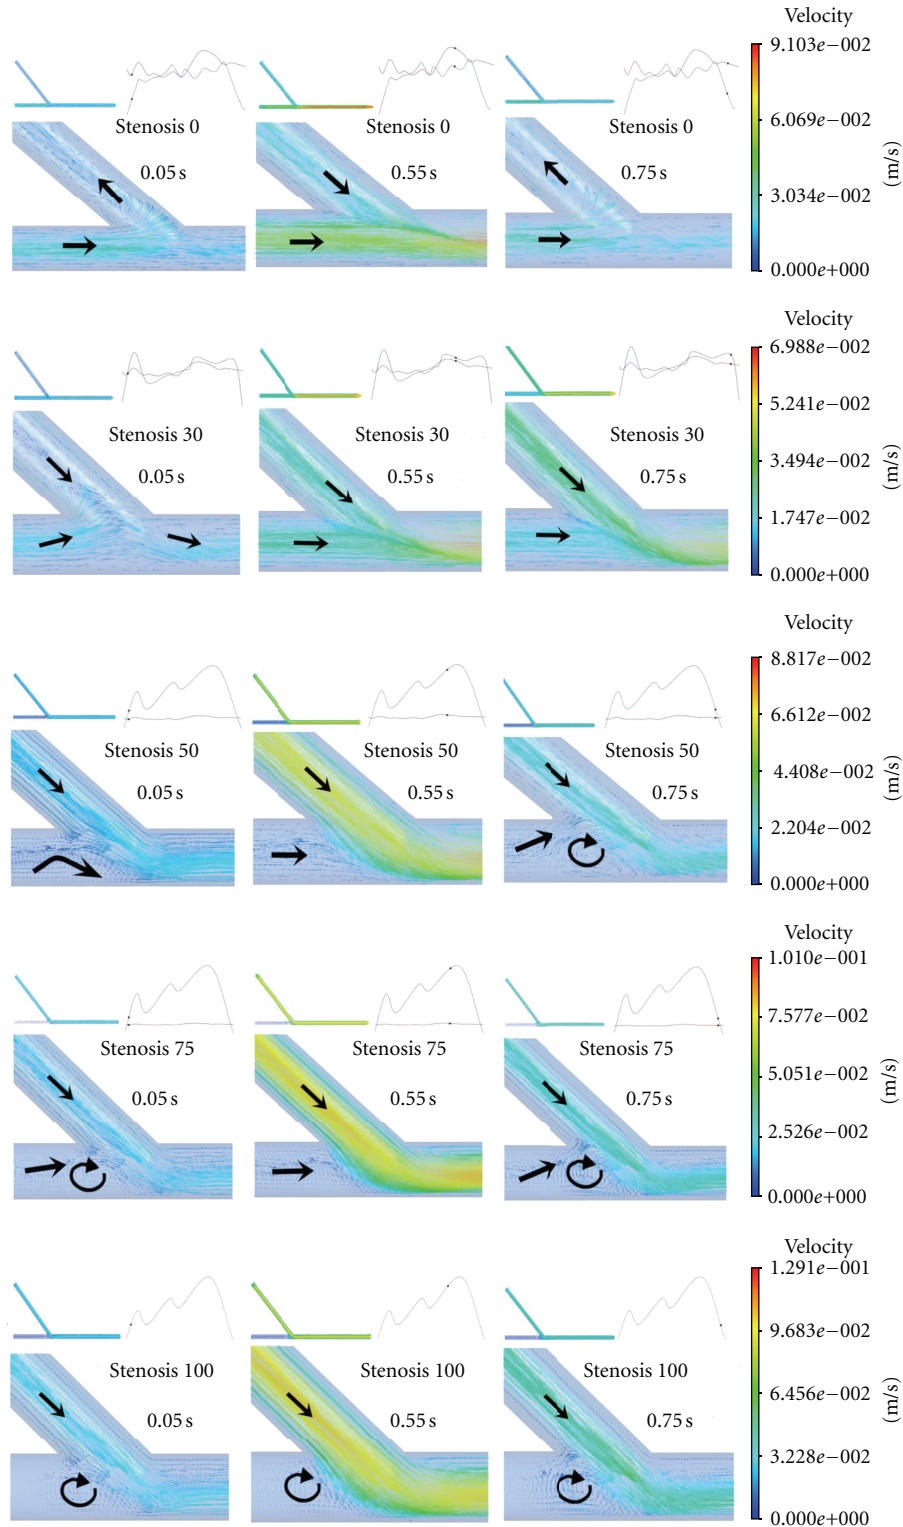 Velocity
9.103e−002
6.069e−002
3.034e−002
0.000e+000
(m/s)
Stenosis 0
0.05 s
Stenosis 0
0.55 s
Stenosis 0
0.75 s
Velocity
6.988e−002
5.241e−002
3.494e−002
1.747e−002
0.000e+000
(m/s)
Stenosis 30
0.05 s
Stenosis 30
0.55 s
Stenosis 30
0.75 s
Velocity
8.817e−002
6.612e−002
4.408e−002
2.204e−002
0.000e+000
(m/s)
Stenosis 50
0.05 s
Stenosis 50
0.55 s
Stenosis 50
0.75 s
Velocity
1.010e−001
7.577e−002
5.051e−002
2.526e−002
0.000e+000
(m/s)
Stenosis 75
0.05 s
Stenosis 75
0.55 s
Stenosis 75
0.75 s
Velocity
1.291e−001
9.683e−002
6.456e−002
3.228e−002
0.000e+000
(m/s)
Stenosis 100
0.05 s
Stenosis 100
0.55 s
Stenosis 100
0.75 s